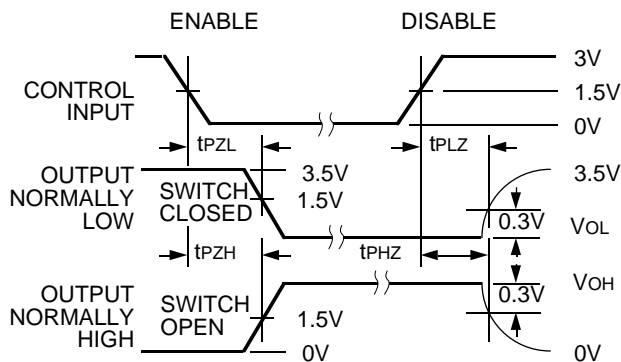 ENABLE DISABLE
3V
CONTROL INPUT 1.5V
0V
tPZL tPLZ
OUTPUT NORMALLY LOW
3.5V 3.5V
SWITCH CLOSED 1.5V
0.3V VOL
tPZH tPHZ
VOH
OUTPUT NORMALLY HIGH
SWITCH OPEN 0.3V
1.5V
0V 0V